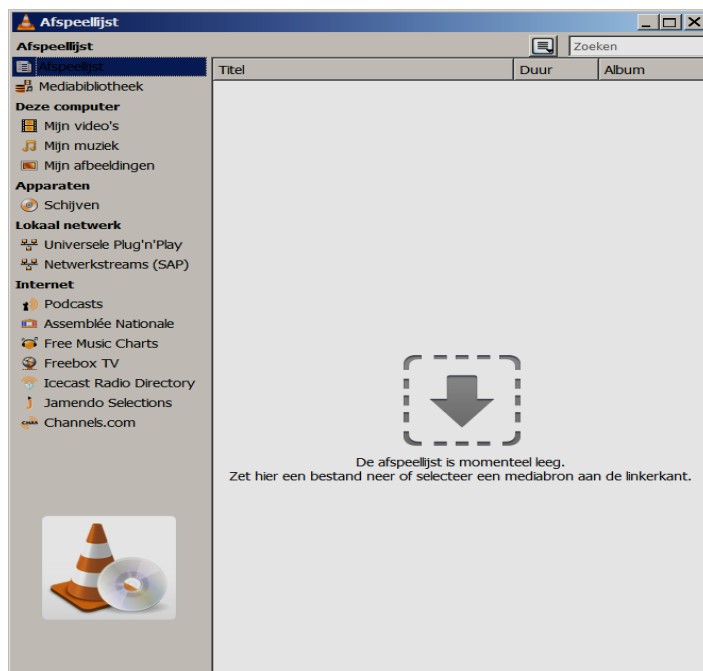 Afspeellijst
Afspeellijst
Zoeken
Afspeellijst
Mediabibliotheek
Deze computer
Mijn video's
Mijn muziek
Mijn afbeeldingen
Apparaten
Schijven
Lokaal netwerk
Universele Plug'n'Play
Netwerkstreams (SAP)
Internet
Podcasts
Assemblée Nationale
Free Music Charts
Freebox TV
Icecast Radio Directory
Jamendo Selections
Channels.com
Titel Duur Album
De afspeellijst is momenteel leeg.
Zet hier een bestand neer of selecteer een mediabron aan de linkerkant.